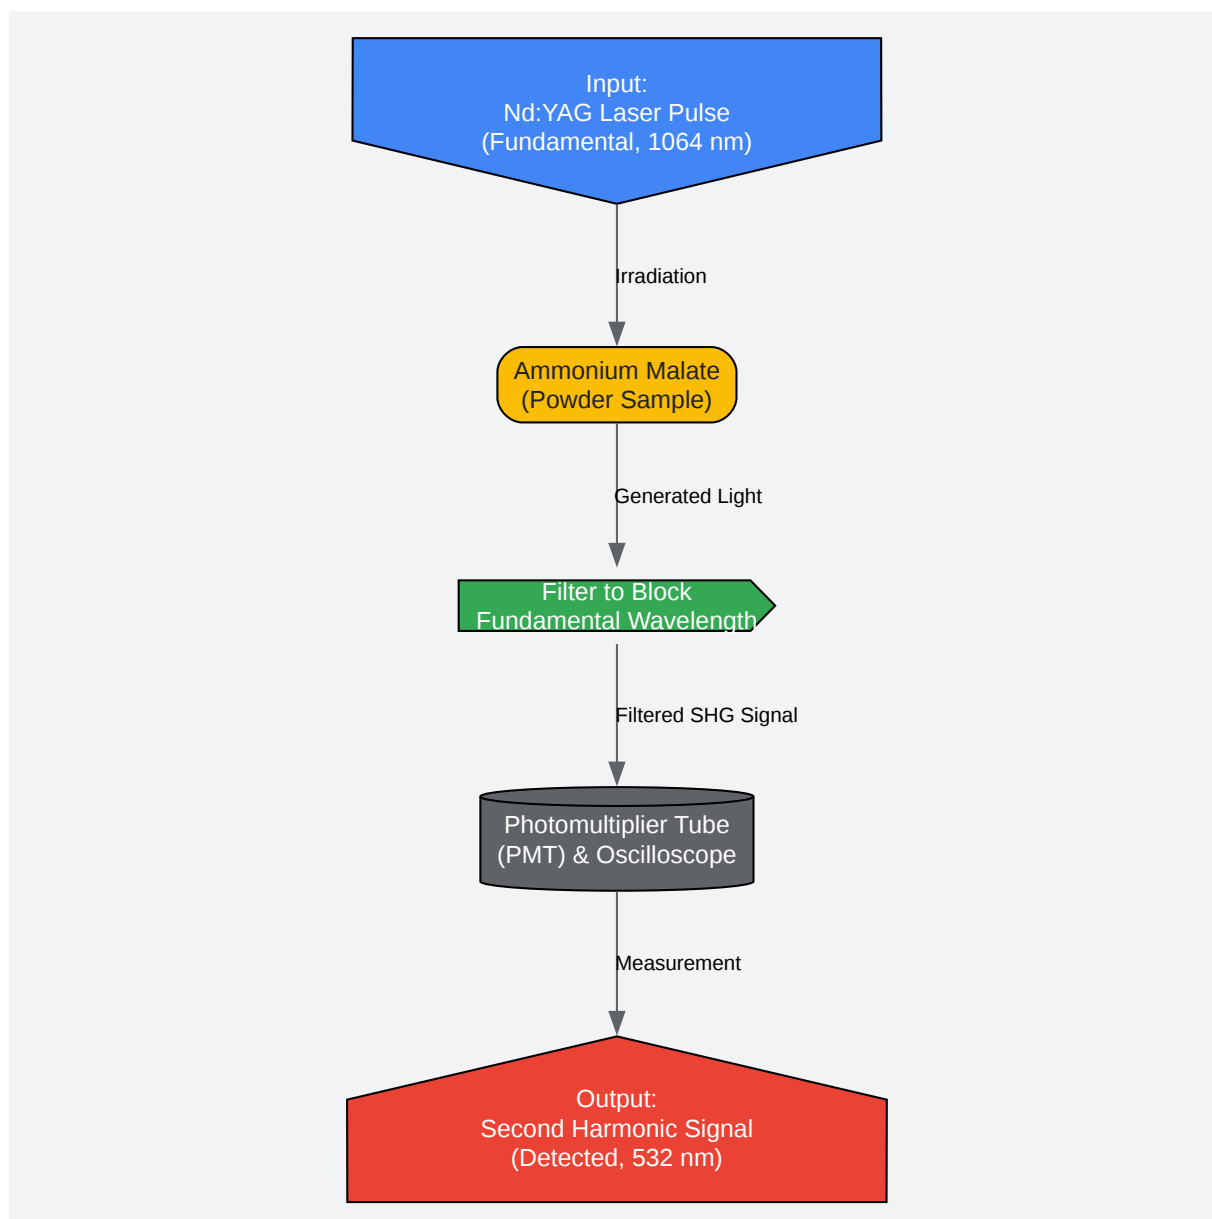 Input:
Nd:YAG Laser Pulse
(Fundamental, 1064 nm)
Irradiation
Ammonium Malate
(Powder Sample)
Generated Light
Filter to Block
Fundamental Wavelength
Filtered SHG Signal
Photomultiplier Tube
(PMT) & Oscilloscope
Measurement
Output:
Second Harmonic Signal
(Detected, 532 nm)